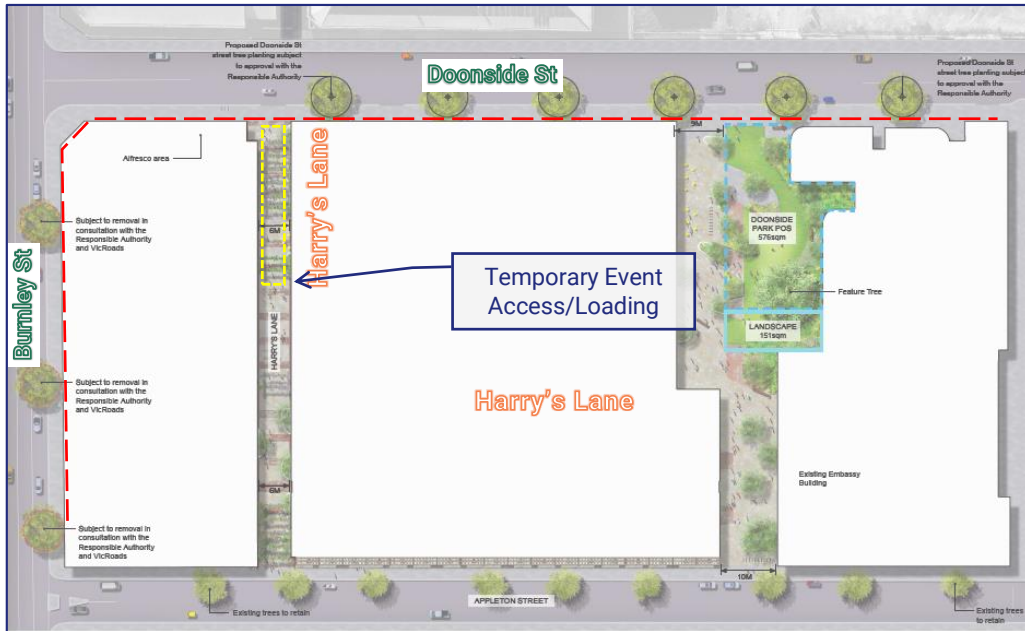 Proposed Doonside St
street tree planting subject
to approval with the
Responsible Authority
Doonside St
Proposed Doonside St
street tree planting subject
to approval with the
Responsible Authority
Alfresco area
Harry's Lane
9M
Subject to removal in
consultation with the
Responsible Authority
and VicRoads
6M
DOONSIDE
PARK POS
576sqm
Burnley St
Temporary Event
Access/Loading
Feature Tree
HARRY'S LANE
LANDSCAPE
151sqm
Subject to removal in
consultation with the
Responsible Authority
and VicRoads
Harry's Lane
Existing Embassy
Building
6M
Subject to removal in
consultation with the
Responsible Authority
and VicRoads
10M
APPLETON STREET
Existing trees to retain
Existing trees
to retain